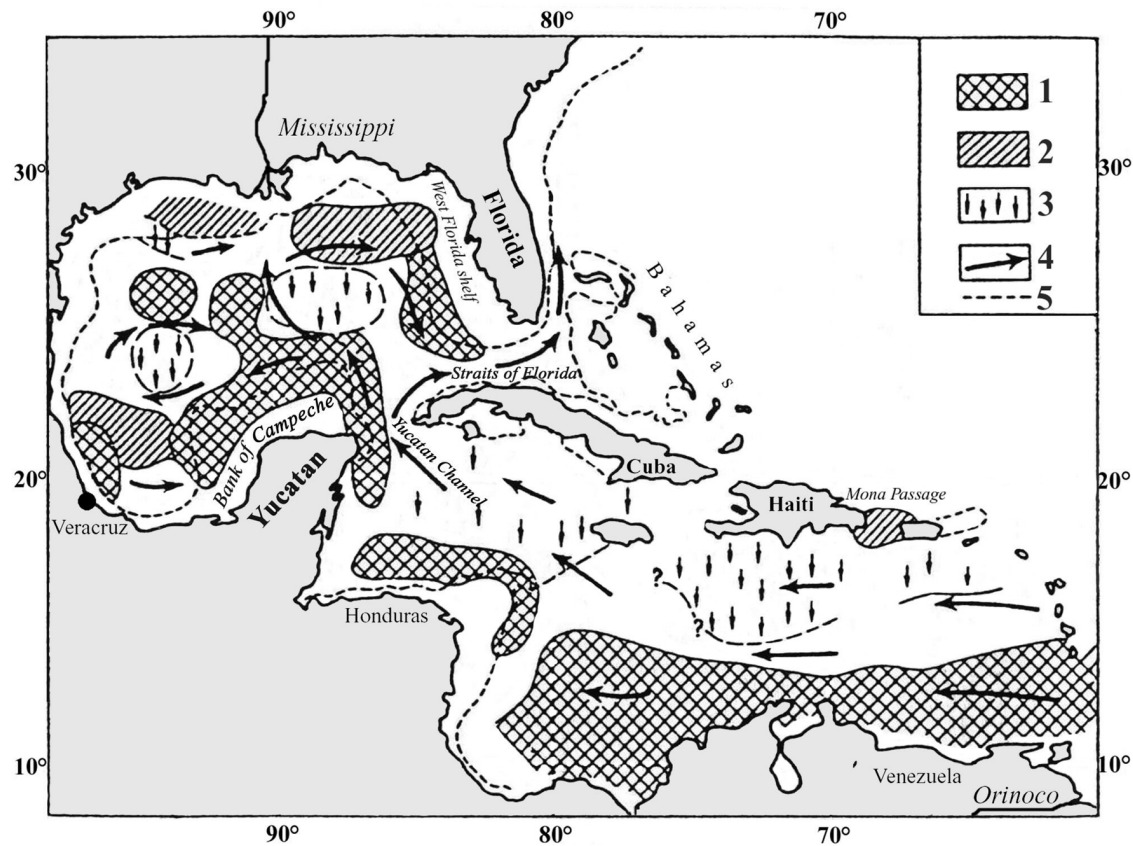 90° 80° 70°
1
2
3
4
5
Mississippi
30° 30°
West Florida shelf
Florida
Bahamas
Straits of Florida
Bank of Campeche
Yucatan
Yucatan Channel
20° 20°
Cuba
Haiti
Mona Passage
Veracruz
?
?
Honduras
10° 10°
Venezuela
Orinoco
90° 80° 70°